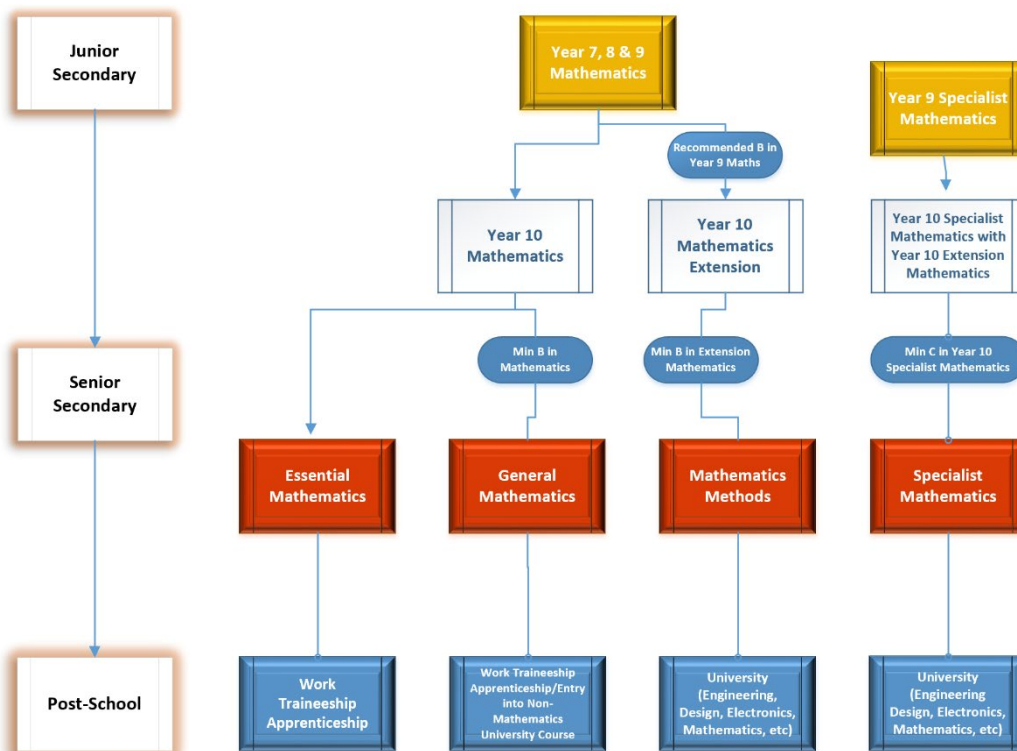 Junior
Secondary
Year 7, 8 & 9
Mathematics
Year 9 Specialist
Mathematics
Recommended B in
Year 9 Maths
Year 10
Mathematics
Year 10
Mathematics
Extension
Year 10 Specialist
Mathematics with
Year 10 Extension
Mathematics
Min B in
Mathematics
Min B in Extension
Mathematics
Min C in Year 10
Specialist Mathematics
Senior
Secondary
Essential
Mathematics
General
Mathematics
Mathematics
Methods
Specialist
Mathematics
Post-School
Work
Traineeship
Apprenticeship
Work Traineeship
Apprenticeship/Entry
into Non-
Mathematics
University Course
University
(Engineering,
Design, Electronics,
Mathematics, etc)
University
(Engineering
Design, Electronics,
Mathematics, etc)